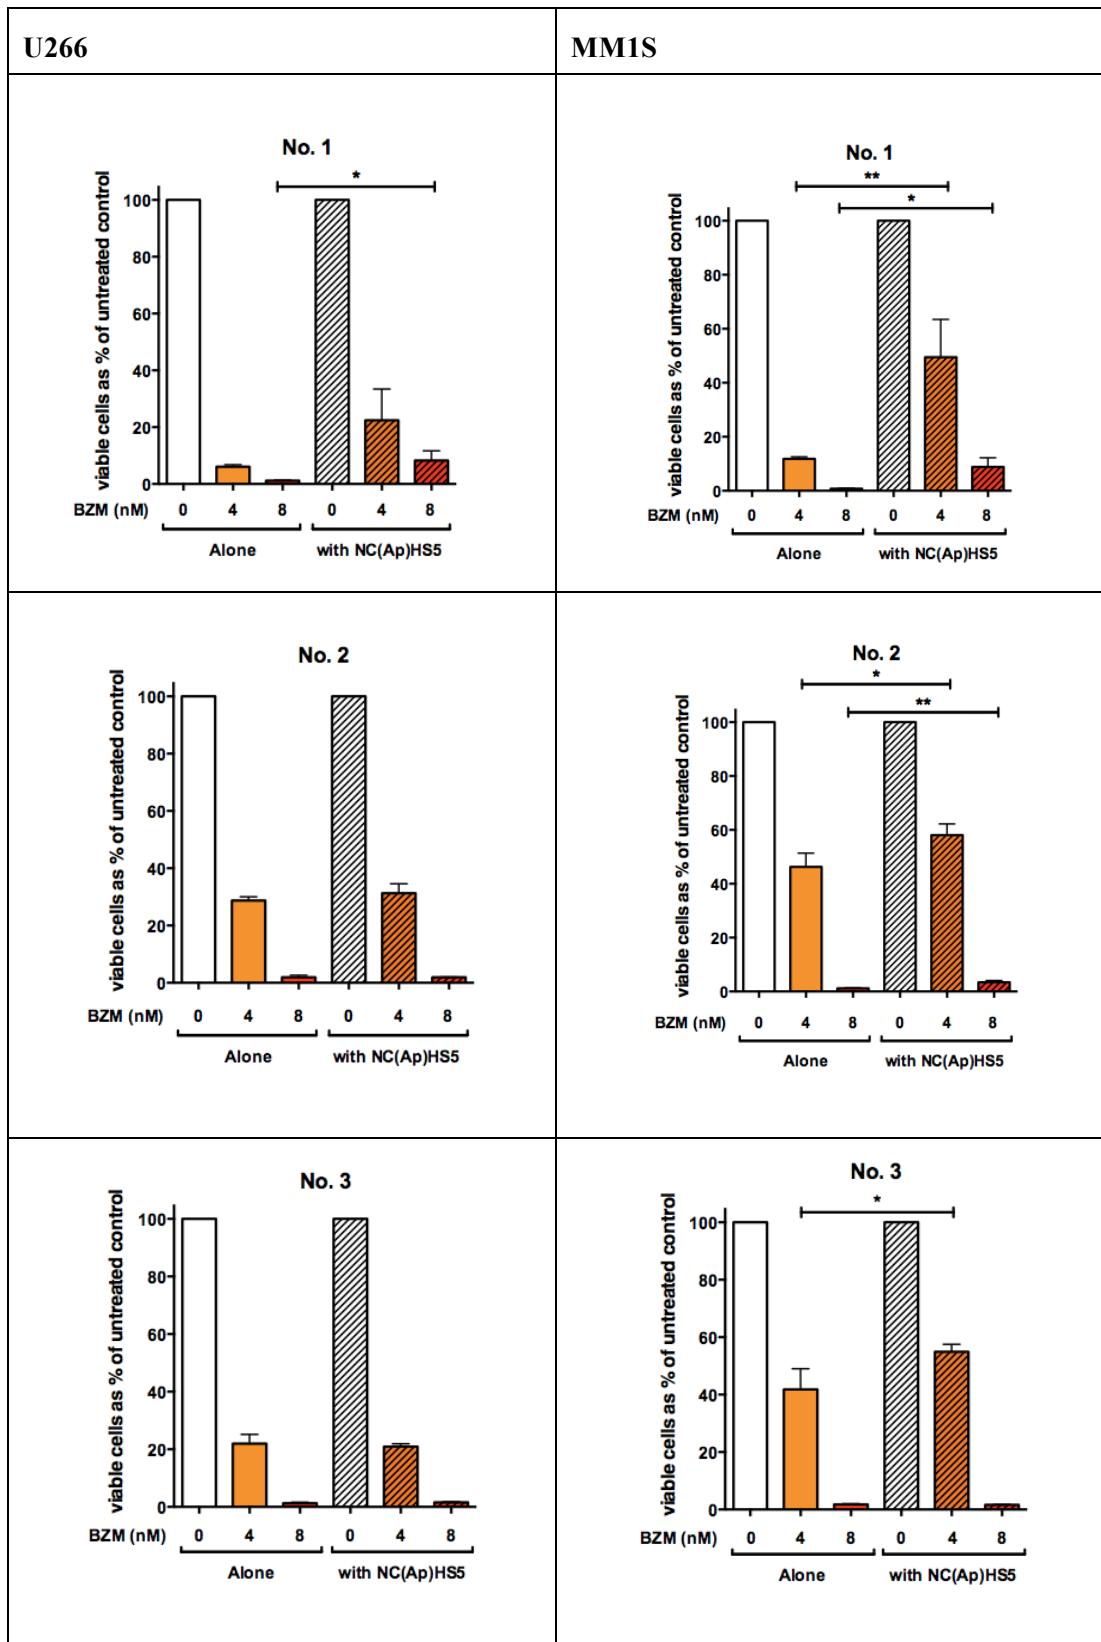 U266
MM1S
No. 1
*
viable cells as % of untreated control
100
80
60
40
20
0
BZM (nM) 0 4 8 0 4 8
Alone with NC(Ap)HS5
No. 1
**
*
viable cells as % of untreated control
100
80
60
40
20
0
BZM (nM) 0 4 8 0 4 8
Alone with NC(Ap)HS5
No. 2
viable cells as % of untreated control
100
80
60
40
20
0
BZM (nM) 0 4 8 0 4 8
Alone with NC(Ap)HS5
No. 2
*
**
viable cells as % of untreated control
100
80
60
40
20
0
BZM (nM) 0 4 8 0 4 8
Alone with NC(Ap)HS5
No. 3
viable cells as % of untreated control
100
80
60
40
20
0
BZM (nM) 0 4 8 0 4 8
Alone with NC(Ap)HS5
No. 3
*
viable cells as % of untreated control
100
80
60
40
20
0
BZM (nM) 0 4 8 0 4 8
Alone with NC(Ap)HS5